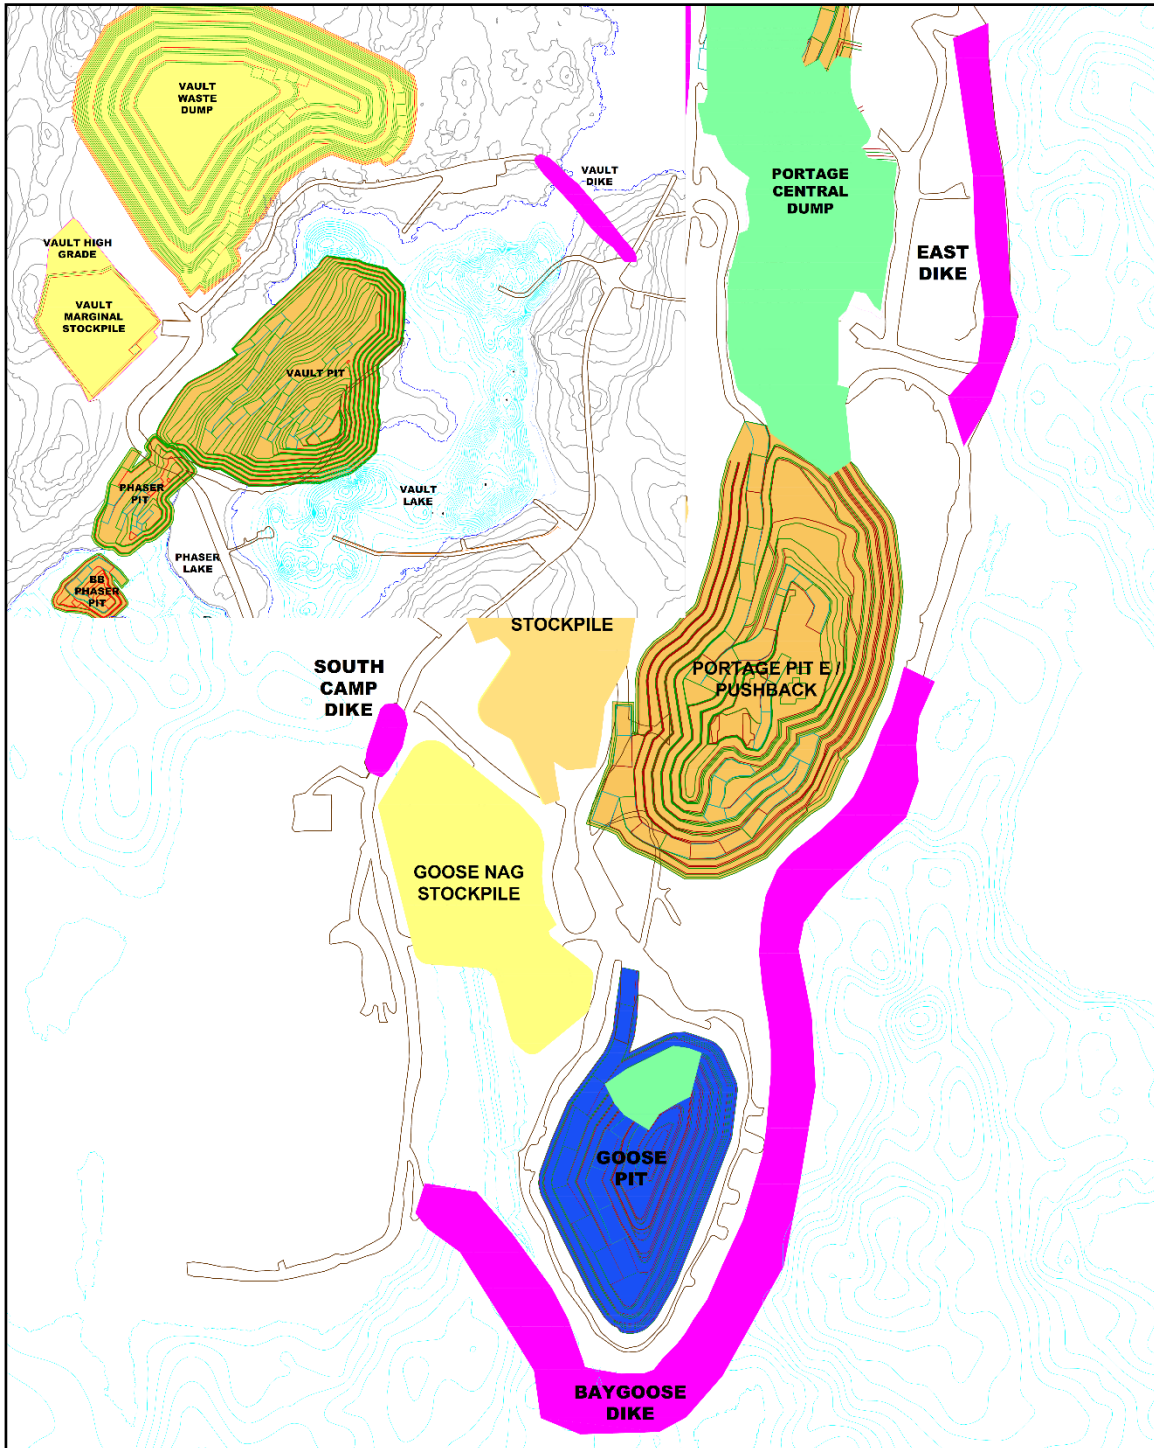 VAULT
WASTE
DUMP
VAULT
DIKE
PORTAGE
CENTRAL
DUMP
VAULT HIGH
GRADE
EAST
DIKE
VAULT
MARGINAL
STOCKPILE
VAULT PIT
PHASER
PIT
VAULT
LAKE
PHASER
LAKE
BB
PHASER
PIT
STOCKPILE
SOUTH
CAMP
DIKE
PORTAGE PIT E /
PUSHBACK
GOOSE NAG
STOCKPILE
GOOSE
PIT
BAYGOOSE
DIKE